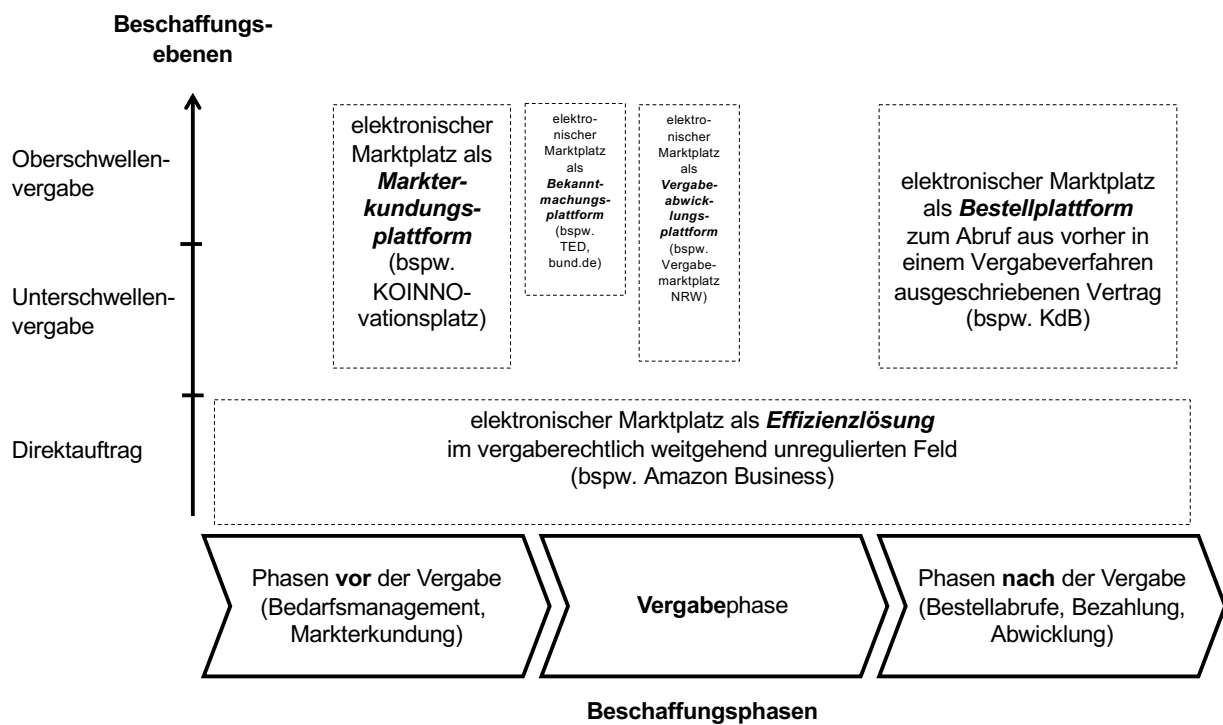 Beschaffungs-
ebenen
Oberschwellen-
vergabe
Unterschwellen-
vergabe
Direktauftrag
elektronischer
Marktplatz als
Markter-
kundungs-
plattform
(bspw.
KOINNO-
vationsplatz)
elektro-
nischer
Marktplatz
als
Bekannt-
machungs-
plattform
(bspw.
TED,
bund.de)
elektro-
nischer
Marktplatz
als
Vergabe-
abwick-
lungs-
plattform
(bspw.
Vergabe-
marktplatz
NRW)
elektronischer Marktplatz
als Bestellplattform
zum Abruf aus vorher in
einem Vergabeverfahren
ausgeschriebenen Vertrag
(bspw. KdB)
elektronischer Marktplatz als Effizienzlösung
im vergaberechtlich weitgehend unregulierten Feld
(bspw. Amazon Business)
Phasen vor der Vergabe
(Bedarfsmanagement,
Markterkundung)
Vergabephase
Phasen nach der Vergabe
(Bestellabrufe, Bezahlung,
Abwicklung)
Beschaffungsphasen